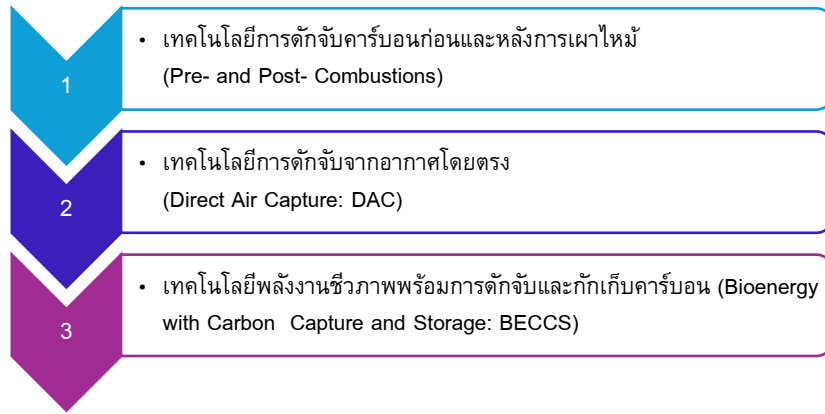 1
• เทคโนโลยีการดักจับคาร์บอนก่อนและหลังการเผาไหม้
(Pre- and Post- Combustions)
2
• เทคโนโลยีการดักจับจากอากาศโดยตรง
(Direct Air Capture: DAC)
3
• เทคโนโลยีพลังงานชีวภาพพร้อมการดักจับและกักเก็บคาร์บอน (Bioenergy
with Carbon Capture and Storage: BECCS)